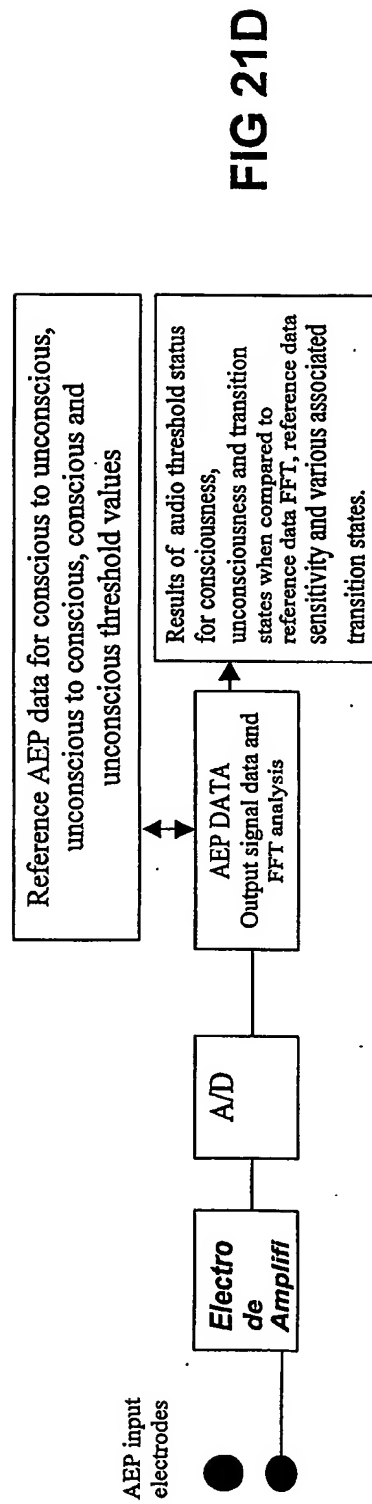 AEP input
electrodes
Electro
de
Amplifi
A/D
AEP DATA
Output signal data and
FFT analysis
Reference AEP data for conscious to unconscious,
unconscious to conscious, conscious and
unconscious threshold values
Results of audio threshold status
for consciousness,
unconsciousness and transition
states when compared to
reference data FFT, reference data
sensitivity and various associated
transition states.
FIG 21D